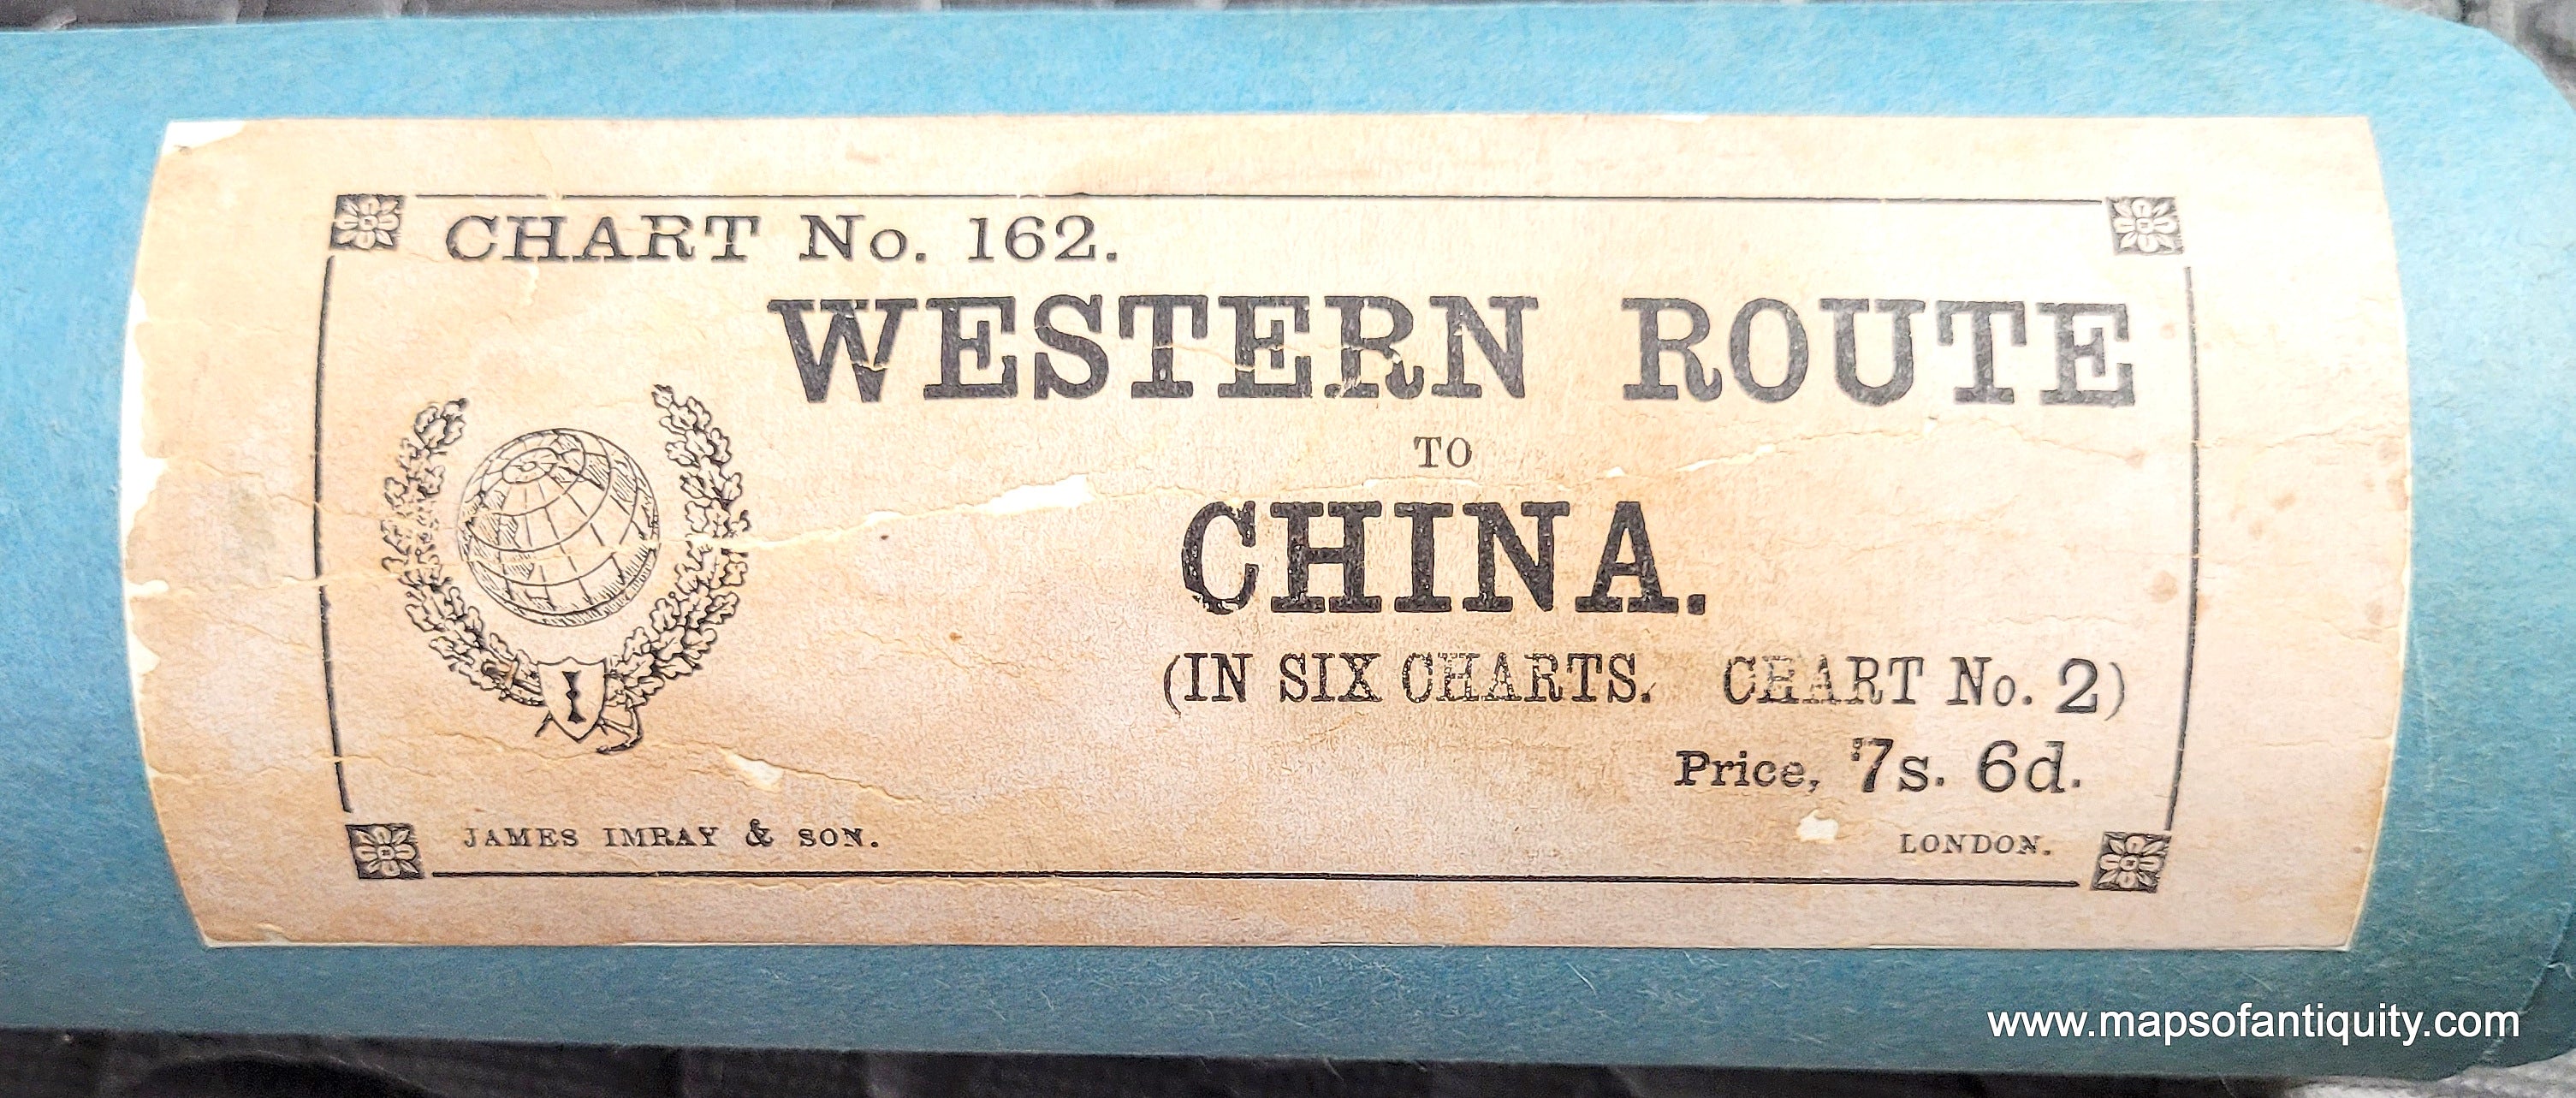 CHART No. 162.
WESTERN ROUTE
TO
CHINA.
(IN SIX CHARTS. CHART No. 2)
Price, 7s. 6d.
JAMES IMRAY & SON. LONDON.
www.mapsofantiquity.com